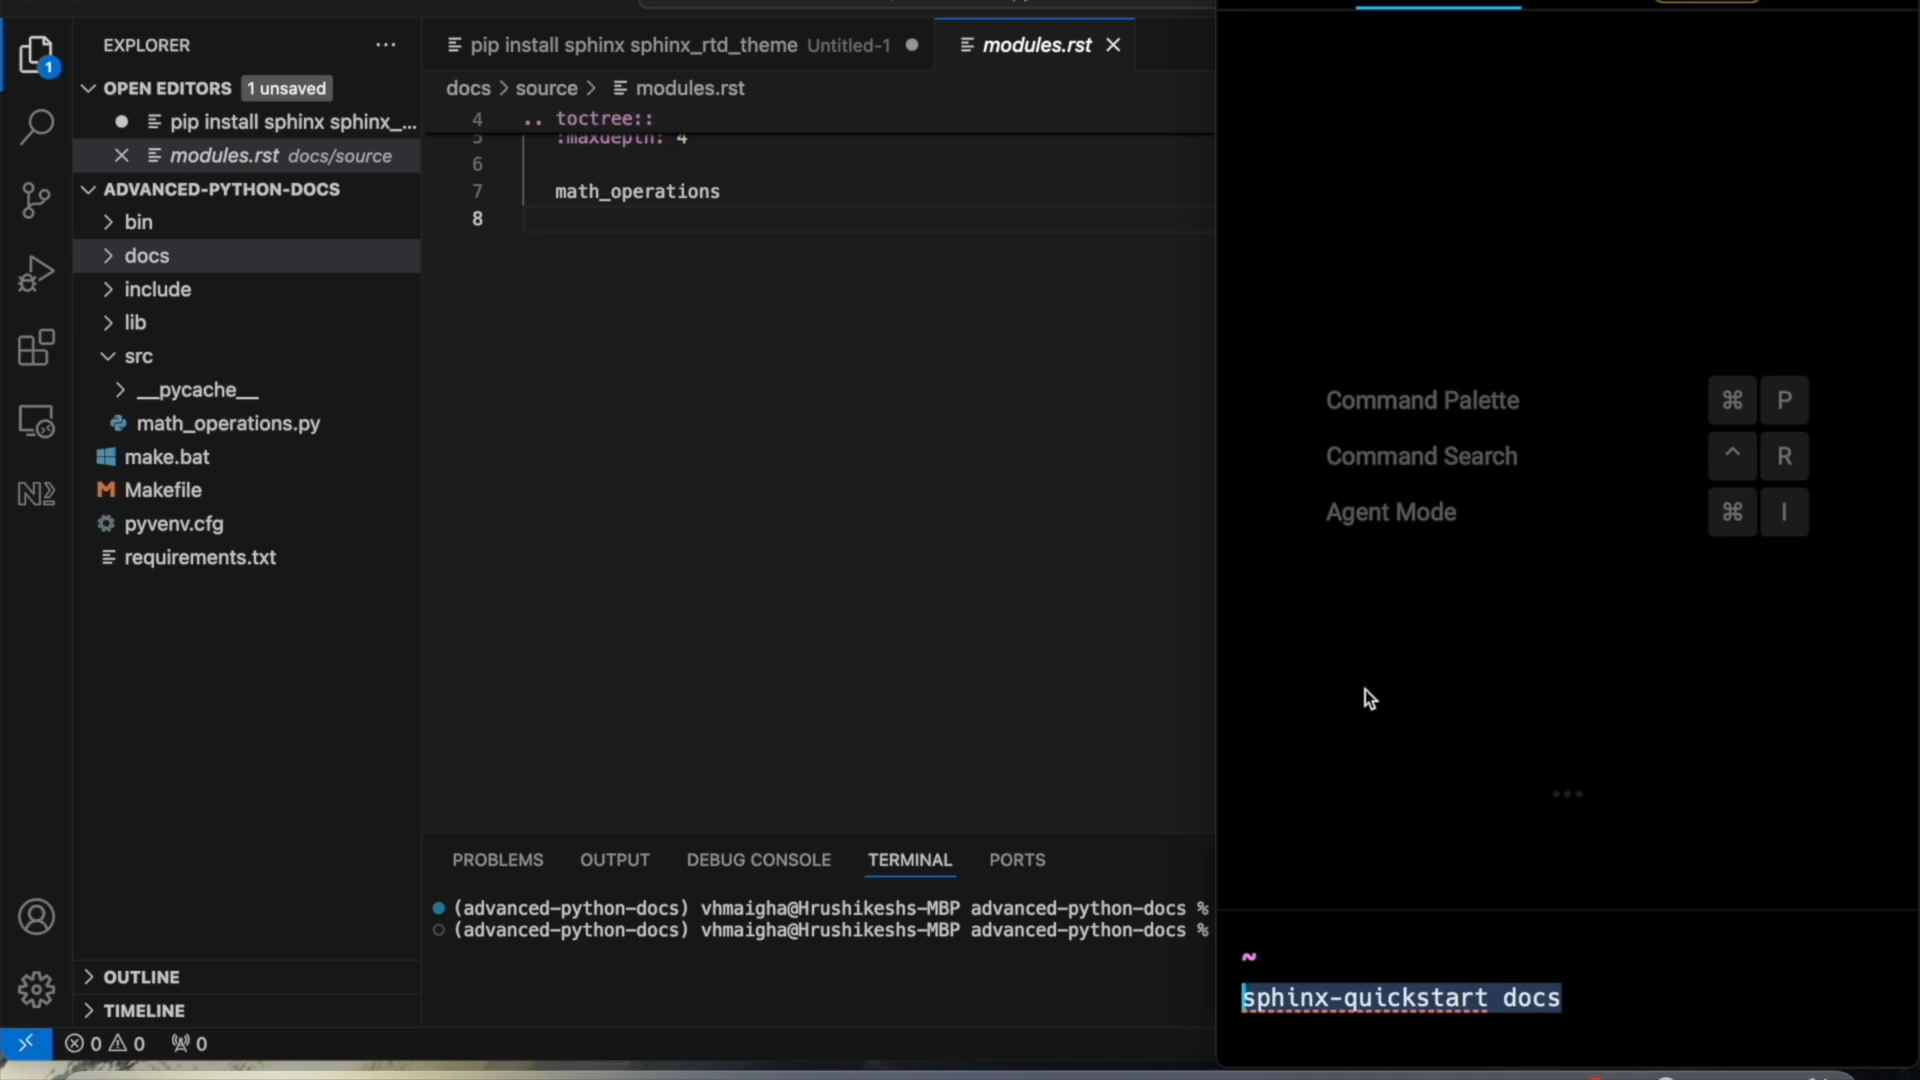 EXPLORER
1
OPEN EDITORS 1 unsaved
pip install sphinx sphinx_...
modules.rst docs/source
ADVANCED-PYTHON-DOCS
bin
docs
include
lib
src
__pycache__
math_operations.py
make.bat
Makefile
pyvenv.cfg
requirements.txt
OUTLINE
TIMELINE
0 0 0
pip install sphinx sphinx_rtd_theme Untitled-1
modules.rst
docs > source > modules.rst
4 .. toctree::
5 :maxdepth: 4
6
7 math_operations
8
PROBLEMS OUTPUT DEBUG CONSOLE TERMINAL PORTS
(advanced-python-docs) vhmaigha@Hrushikeshs-MBP advanced-python-docs %
(advanced-python-docs) vhmaigha@Hrushikeshs-MBP advanced-python-docs %
Command Palette ⌘ P
Command Search ^ R
Agent Mode ⌘ I
~
sphinx-quickstart docs